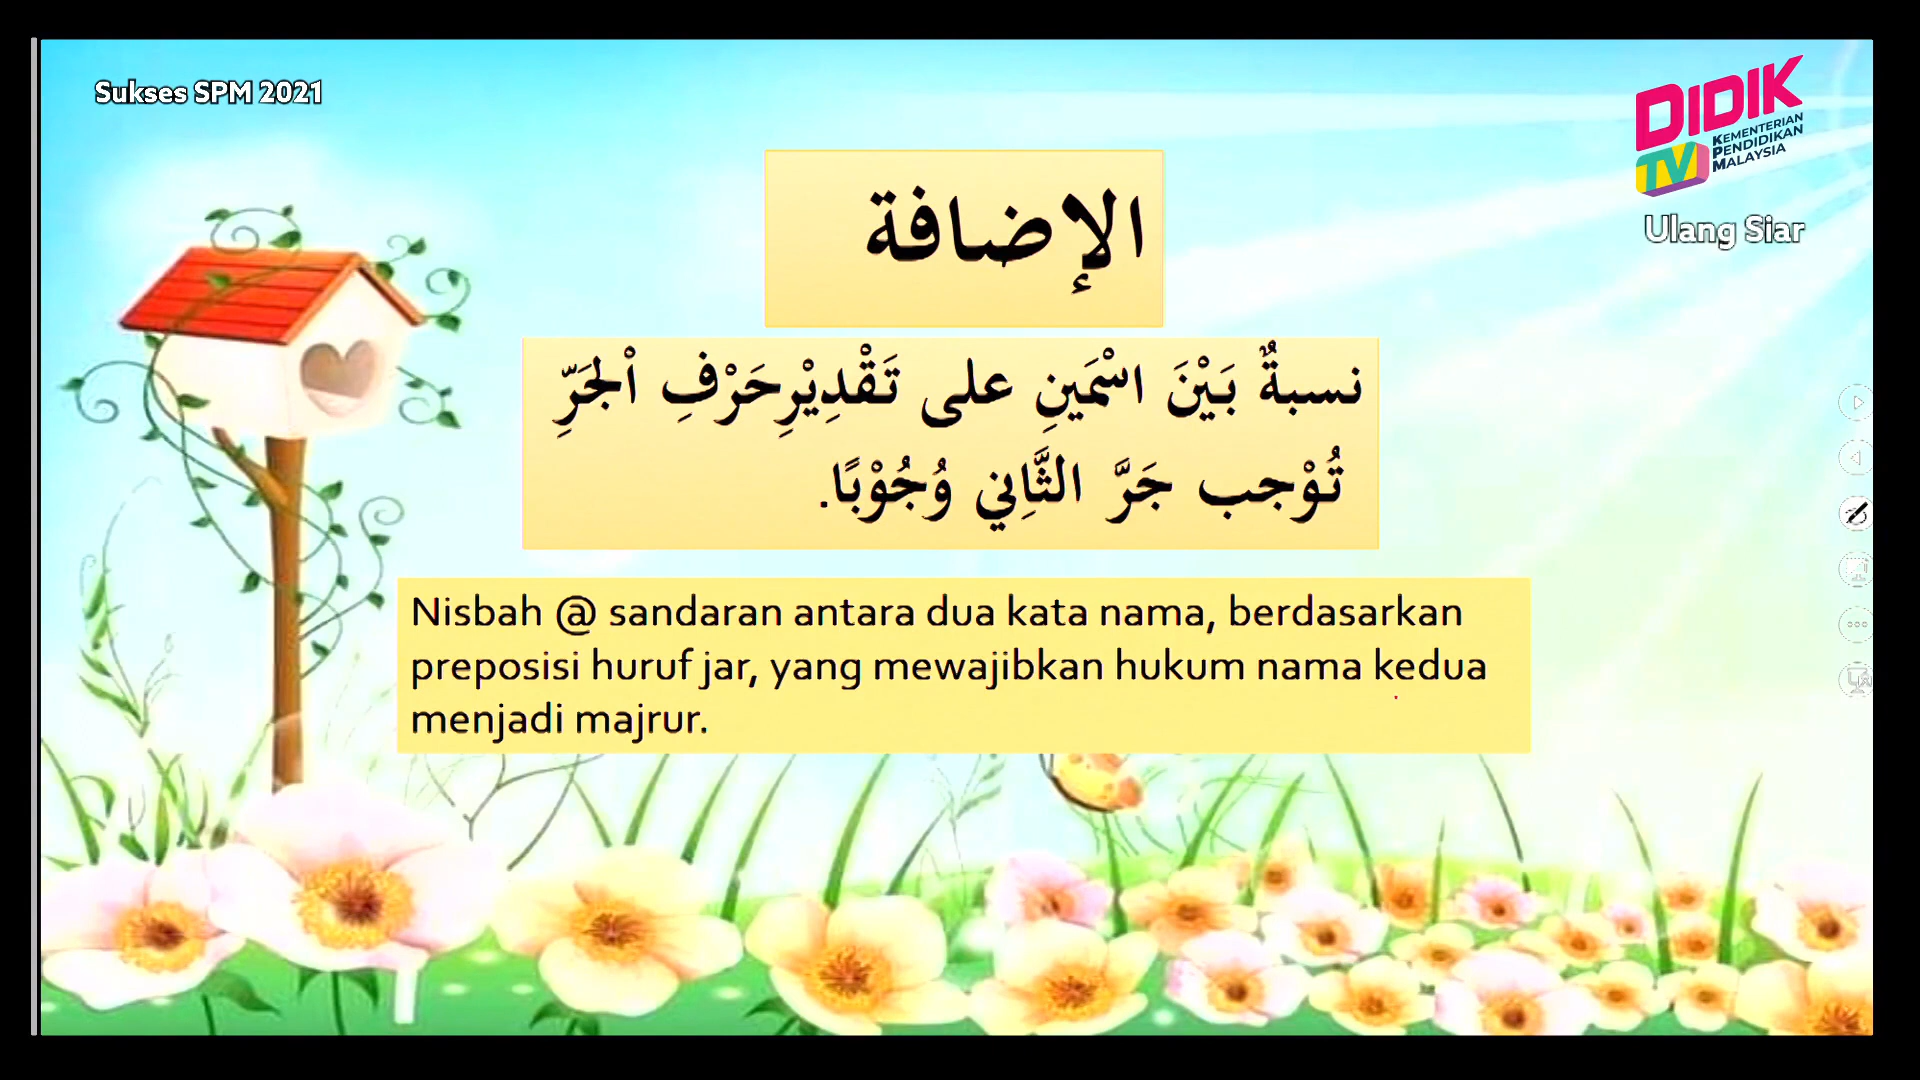 Sukses SPM 2021
DIDIK
TV
KEMENTERIAN
PENDIDIKAN
MALAYSIA
Ulang Siar
الإضافة
نسبةٌ بَيْنَ اسْمَينِ على تَقْدِيْرِحَرْفِ اْلجَرِّ
تُوْجب جَرَّ الثَّانِي وُجُوْبًا.
Nisbah @ sandaran antara dua kata nama, berdasarkan
preposisi huruf jar, yang mewajibkan hukum nama kedua
menjadi majrur.